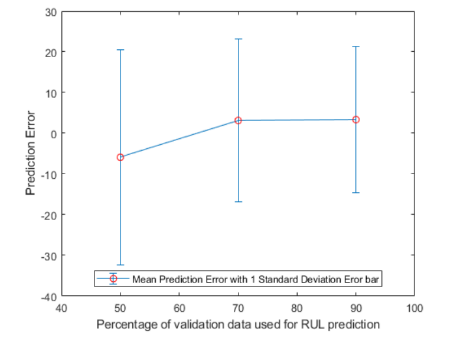 30
20
10
0
-10
-20
-30
-40
Prediction Error
Mean Prediction Error with 1 Standard Deviation Eror bar
40 50 60 70 80 90 100
Percentage of validation data used for RUL prediction